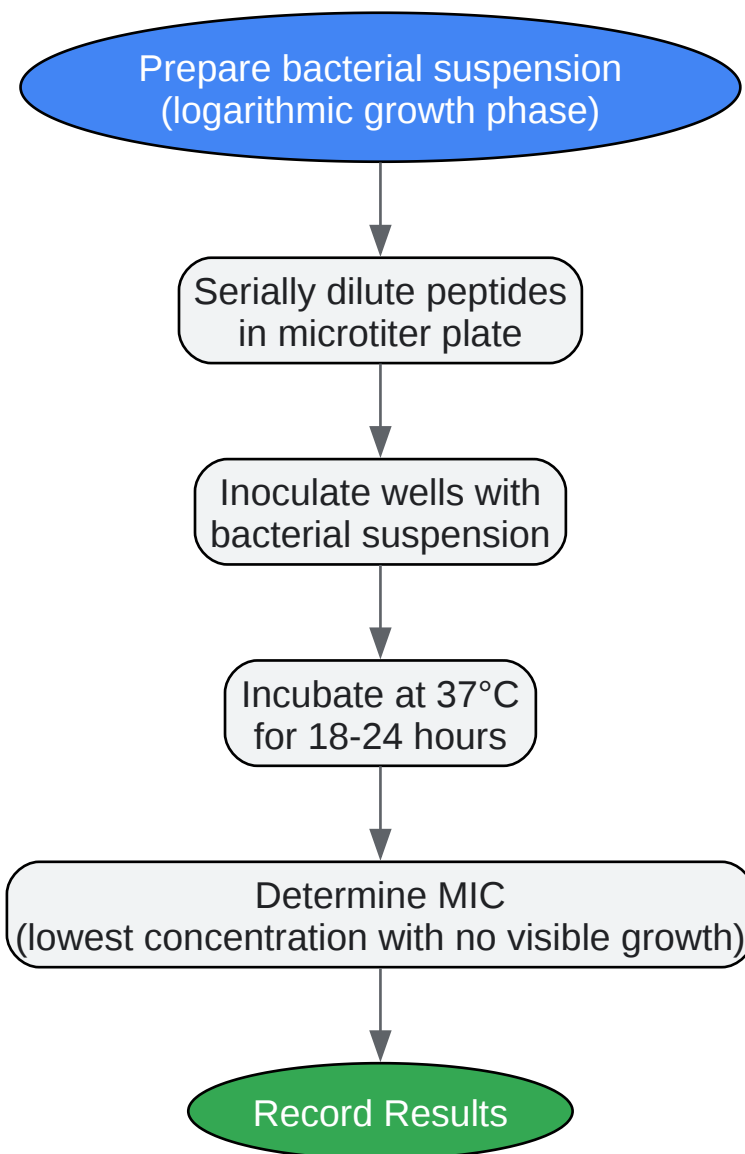 Prepare bacterial suspension
(logarithmic growth phase)
Serially dilute peptides
in microtiter plate
Inoculate wells with
bacterial suspension
Incubate at 37°C
for 18-24 hours
Determine MIC
(lowest concentration with no visible growth)
Record Results